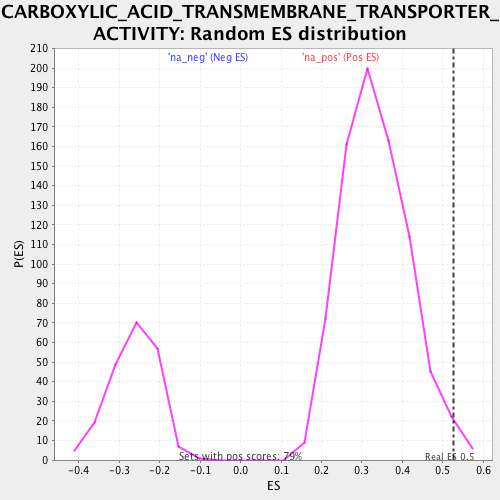 CARBOXYLIC_ACID_TRANSMEMBRANE_TRANSPORTER_
ACTIVITY: Random ES distribution
'na_neg' (Neg ES) 'na_pos' (Pos ES)
210
200
190
180
170
160
150
140
130
120
110
100
90
80
70
60
50
40
30
20
10
0
P(ES)
Sets with pos scores: 79%
Real ES 0.5
-0.4 -0.3 -0.2 -0.1 0.0 0.1 0.2 0.3 0.4 0.5 0.6
ES